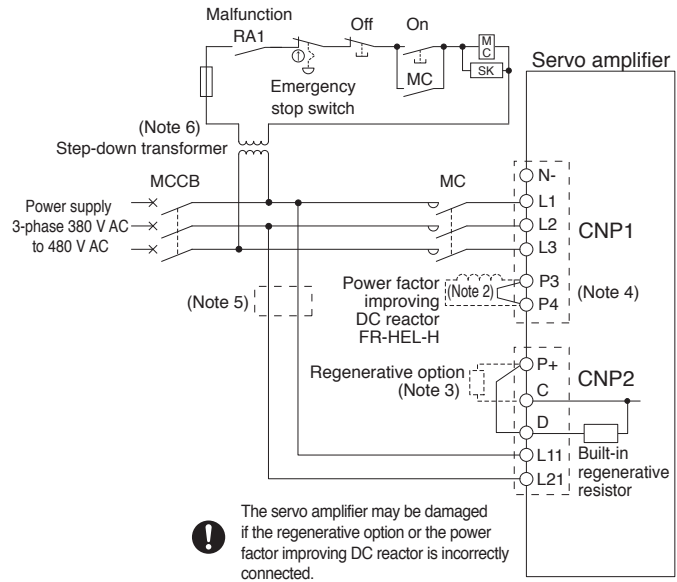 Malfunction
RA1
Off
On
MC
SK
MC
Emergency
stop switch
Servo amplifier
(Note 6)
Step-down transformer
MCCB
MC
N-
L1
L2
L3
CNP1
Power supply
3-phase 380 V AC
to 480 V AC
(Note 5)
Power factor
improving
DC reactor
FR-HEL-H
(Note 2)
P3
P4
(Note 4)
Regenerative option
(Note 3)
P+
C
D
L11
L21
CNP2
Built-in
regenerative
resistor
The servo amplifier may be damaged
if the regenerative option or the power
factor improving DC reactor is incorrectly
connected.